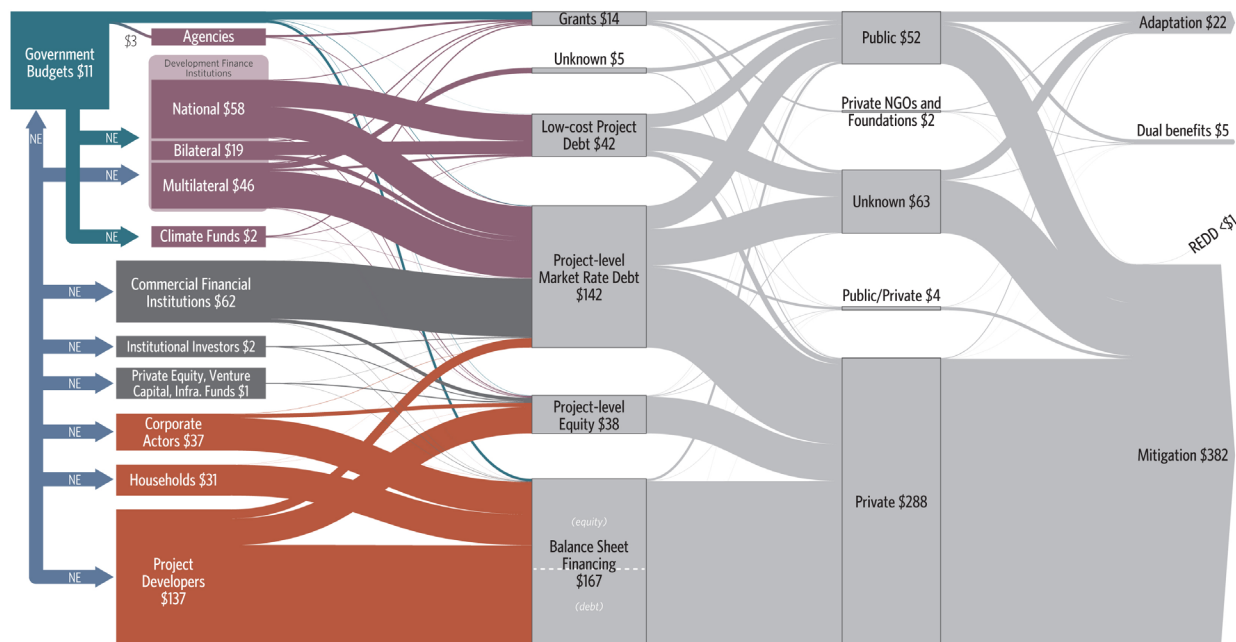 Government
Budgets $11
$3
Agencies
Development Finance
Institutions
National $58
Bilateral $19
Multilateral $46
Climate Funds $2
Commercial Financial
Institutions $62
Institutional Investors $2
Private Equity, Venture
Capital, Infra. Funds $1
Corporate
Actors $37
Households $31
Project
Developers
$137
NE
NE
NE
NE
NE
NE
NE
NE
NE
NE
Grants $14
Unknown $5
Low-cost Project
Debt $42
Project-level
Market Rate Debt
$142
Project-level
Equity $38
(equity)
Balance Sheet
Financing
$167
(debt)
Public $52
Private NGOs and
Foundations $2
Unknown $63
Public/Private $4
Private $288
Adaptation $22
Dual benefits $5
REDD <$1
Mitigation $382